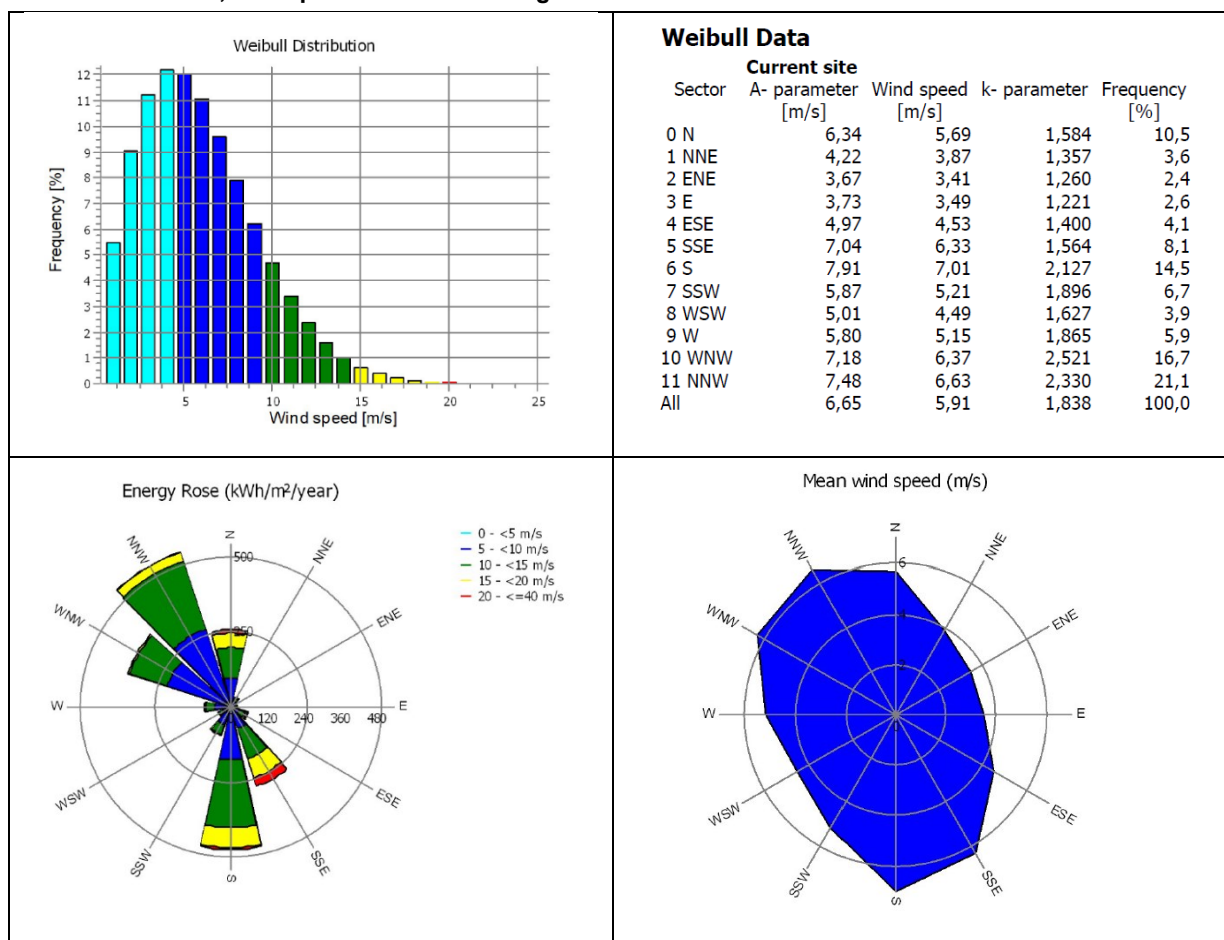 Weibull Distribution
Frequency [%]
12
11
10
9
8
7
6
5
4
3
2
1
0
5 10 15 20 25
Wind speed [m/s]
Weibull Data
Current site
Sector A- parameter Wind speed k- parameter Frequency
[m/s] [m/s] [%]
0 N 6,34 5,69 1,584 10,5
1 NNE 4,22 3,87 1,357 3,6
2 ENE 3,67 3,41 1,260 2,4
3 E 3,73 3,49 1,221 2,6
4 ESE 4,97 4,53 1,400 4,1
5 SSE 7,04 6,33 1,564 8,1
6 S 7,91 7,01 2,127 14,5
7 SSW 5,87 5,21 1,896 6,7
8 WSW 5,01 4,49 1,627 3,9
9 W 5,80 5,15 1,865 5,9
10 WNW 7,18 6,37 2,521 16,7
11 NNW 7,48 6,63 2,330 21,1
All 6,65 5,91 1,838 100,0
Energy Rose (kWh/m²/year)
0 - <5 m/s
5 - <10 m/s
10 - <15 m/s
15 - <20 m/s
20 - <=40 m/s
N
NNE
ENE
E
ESE
SSE
S
SSW
WSW
W
WNW
NNW
500
250
120 240 360 480
Mean wind speed (m/s)
N
NNE
ENE
E
ESE
SSE
S
SSW
WSW
W
WNW
NNW
6
4
2